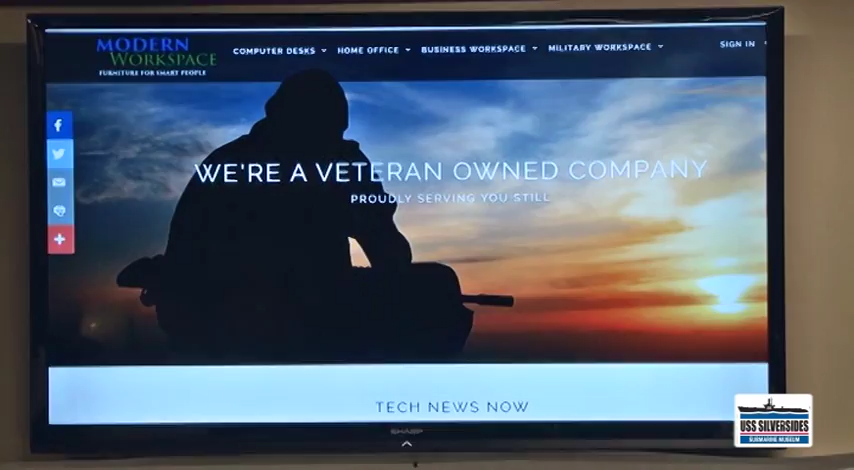 MODERN
WORKSPACE
FURNITURE FOR SMART PEOPLE
COMPUTER DESKS HOME OFFICE BUSINESS WORKSPACE MILITARY WORKSPACE SIGN IN
WE'RE A VETERAN OWNED COMPANY
PROUDLY SERVING YOU STILL
TECH NEWS NOW
SHARP
USS SILVERSIDES
SUBMARINE MUSEUM